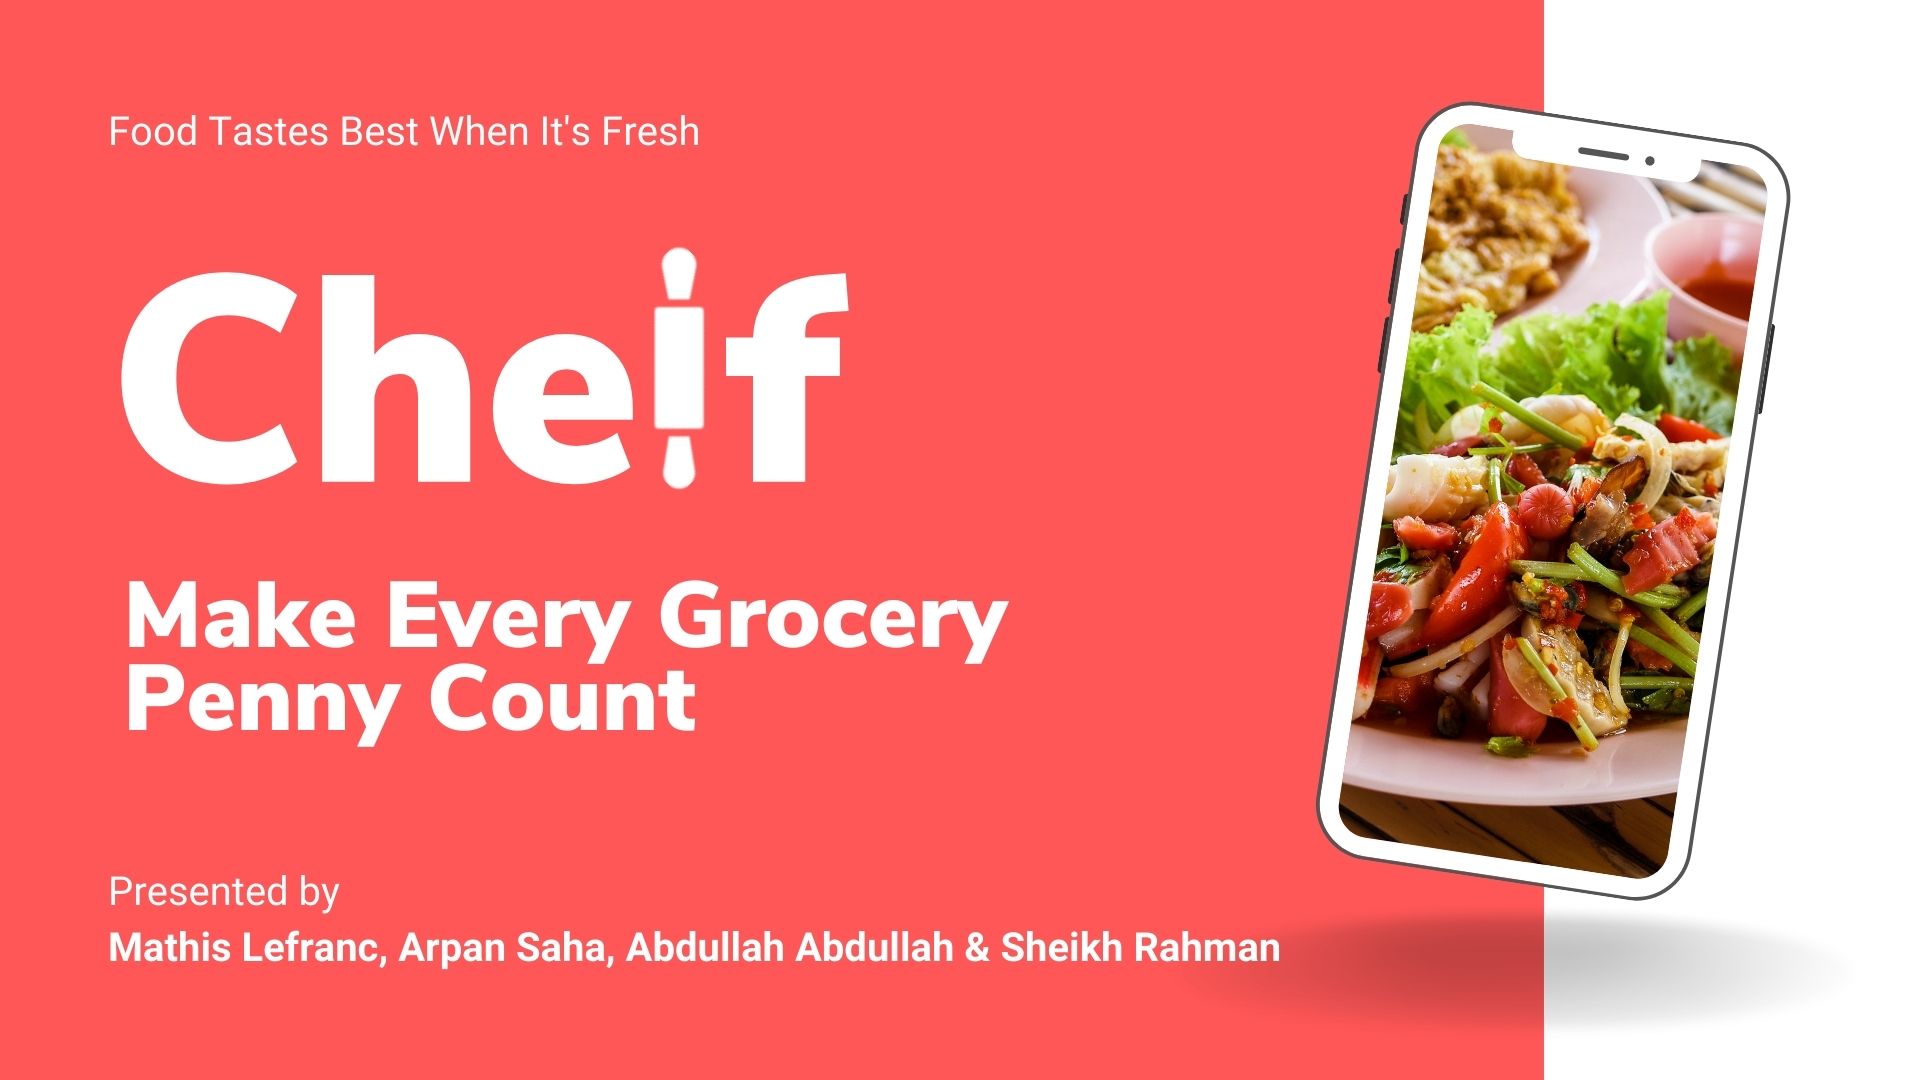 Food Tastes Best When It's Fresh
Cheif
Make Every Grocery
Penny Count
Presented by
Mathis Lefranc, Arpan Saha, Abdullah Abdullah & Sheikh Rahman